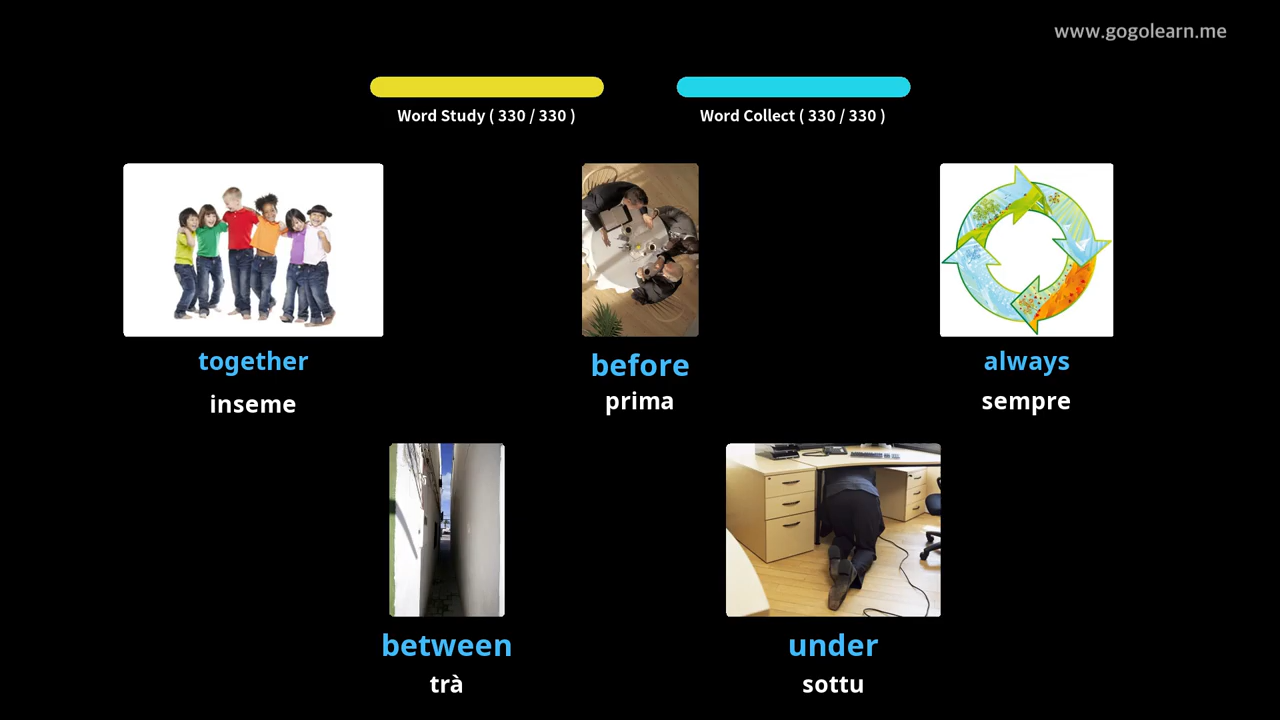 www.gogolearn.me
Word Study ( 330 / 330 )
Word Collect ( 330 / 330 )
together
inseme
before
prima
always
sempre
between
trà
under
sottu